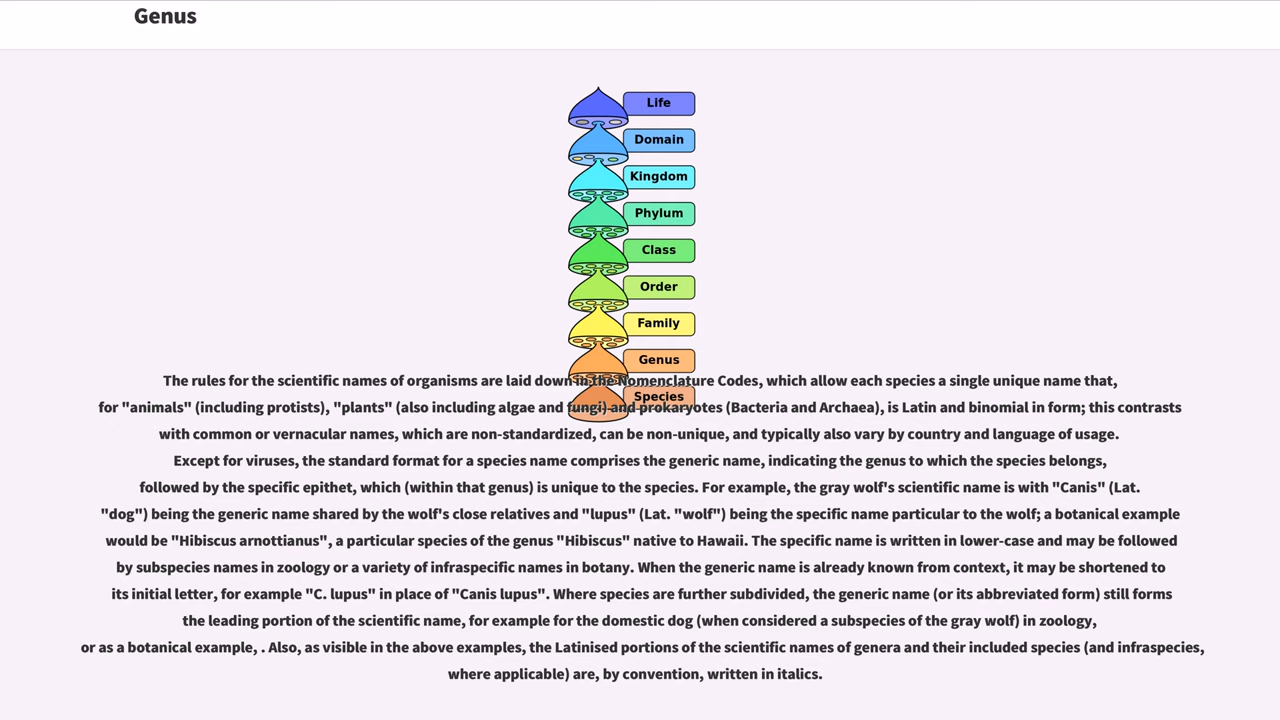 Genus
Life
Domain
Kingdom
Phylum
Class
Order
Family
Genus
Species
The rules for the scientific names of organisms are laid down in the Nomenclature Codes, which allow each species a single unique name that,
for "animals" (including protists), "plants" (also including algae and fungi) and prokaryotes (Bacteria and Archaea), is Latin and binomial in form; this contrasts
with common or vernacular names, which are non-standardized, can be non-unique, and typically also vary by country and language of usage.
Except for viruses, the standard format for a species name comprises the generic name, indicating the genus to which the species belongs,
followed by the specific epithet, which (within that genus) is unique to the species. For example, the gray wolf's scientific name is with "Canis" (Lat.
"dog") being the generic name shared by the wolf's close relatives and "lupus" (Lat. "wolf") being the specific name particular to the wolf; a botanical example
would be "Hibiscus arnottianus", a particular species of the genus "Hibiscus" native to Hawaii. The specific name is written in lower-case and may be followed
by subspecies names in zoology or a variety of infraspecific names in botany. When the generic name is already known from context, it may be shortened to
its initial letter, for example "C. lupus" in place of "Canis lupus". Where species are further subdivided, the generic name (or its abbreviated form) still forms
the leading portion of the scientific name, for example for the domestic dog (when considered a subspecies of the gray wolf) in zoology,
or as a botanical example, . Also, as visible in the above examples, the Latinised portions of the scientific names of genera and their included species (and infraspecies,
where applicable) are, by convention, written in italics.